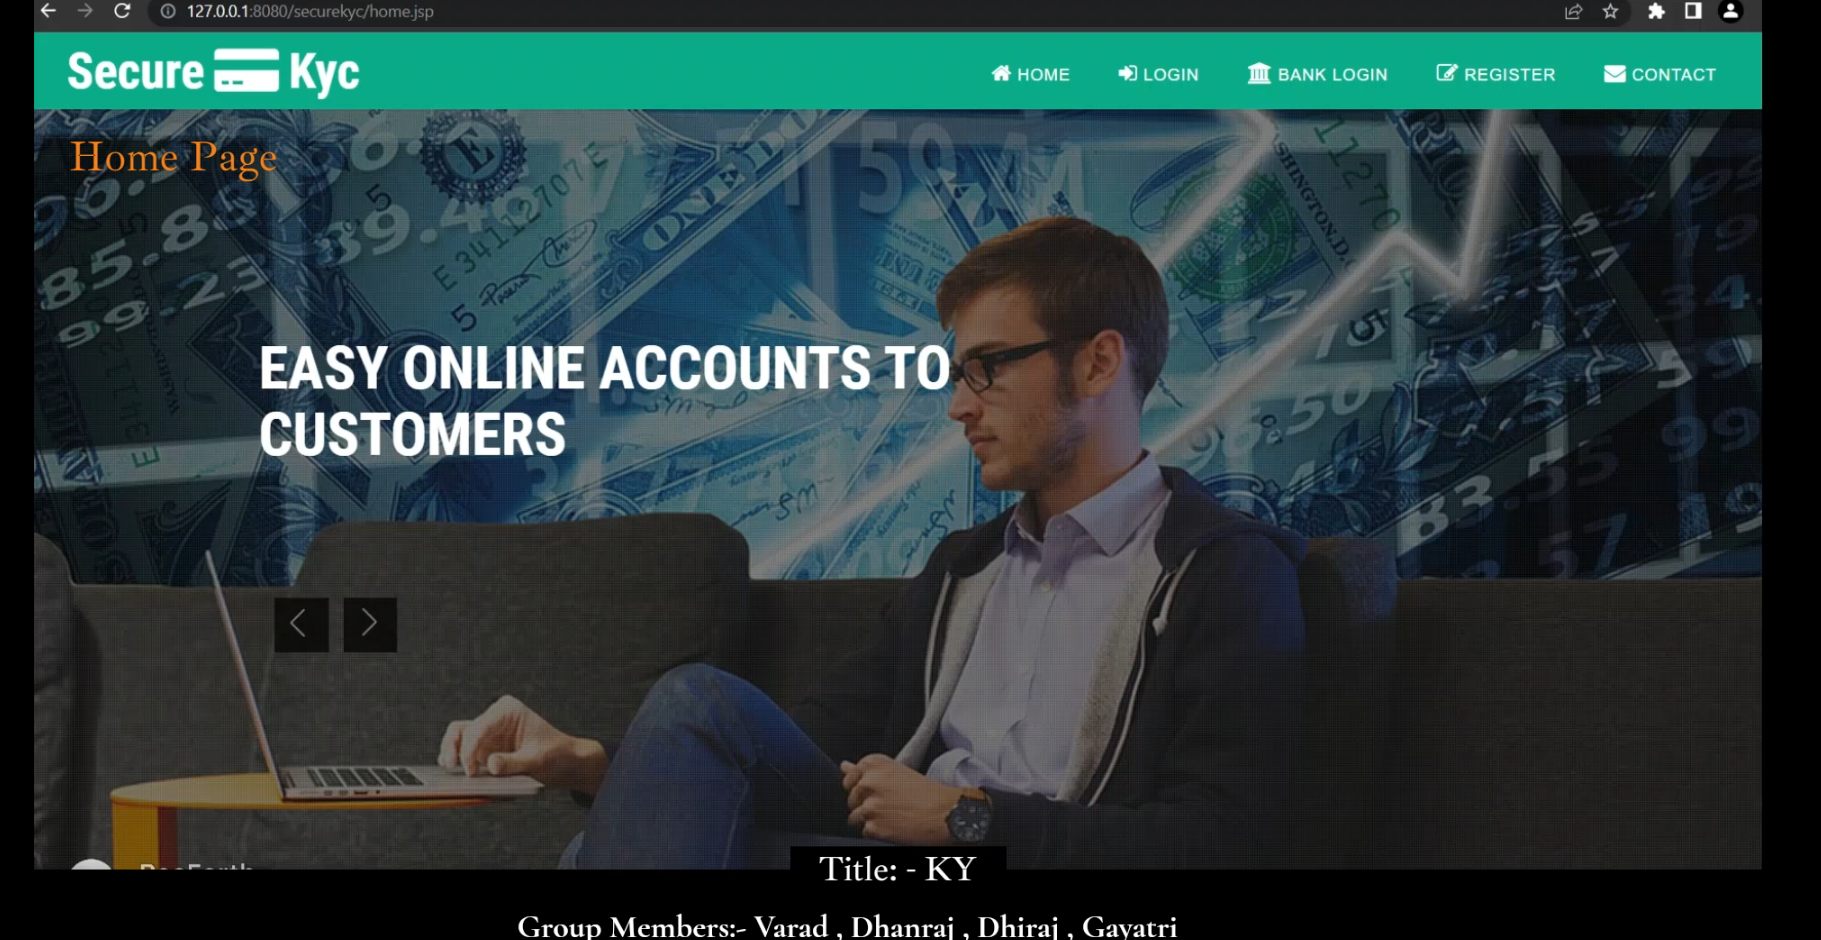 127.0.0.1:8080/securekyc/home.jsp
Secure Kyc
HOME LOGIN BANK LOGIN REGISTER CONTACT
Home Page
EASY ONLINE ACCOUNTS TO
CUSTOMERS
Title: - KY
Group Members:- Varad , Dhanraj , Dhiraj , Gayatri